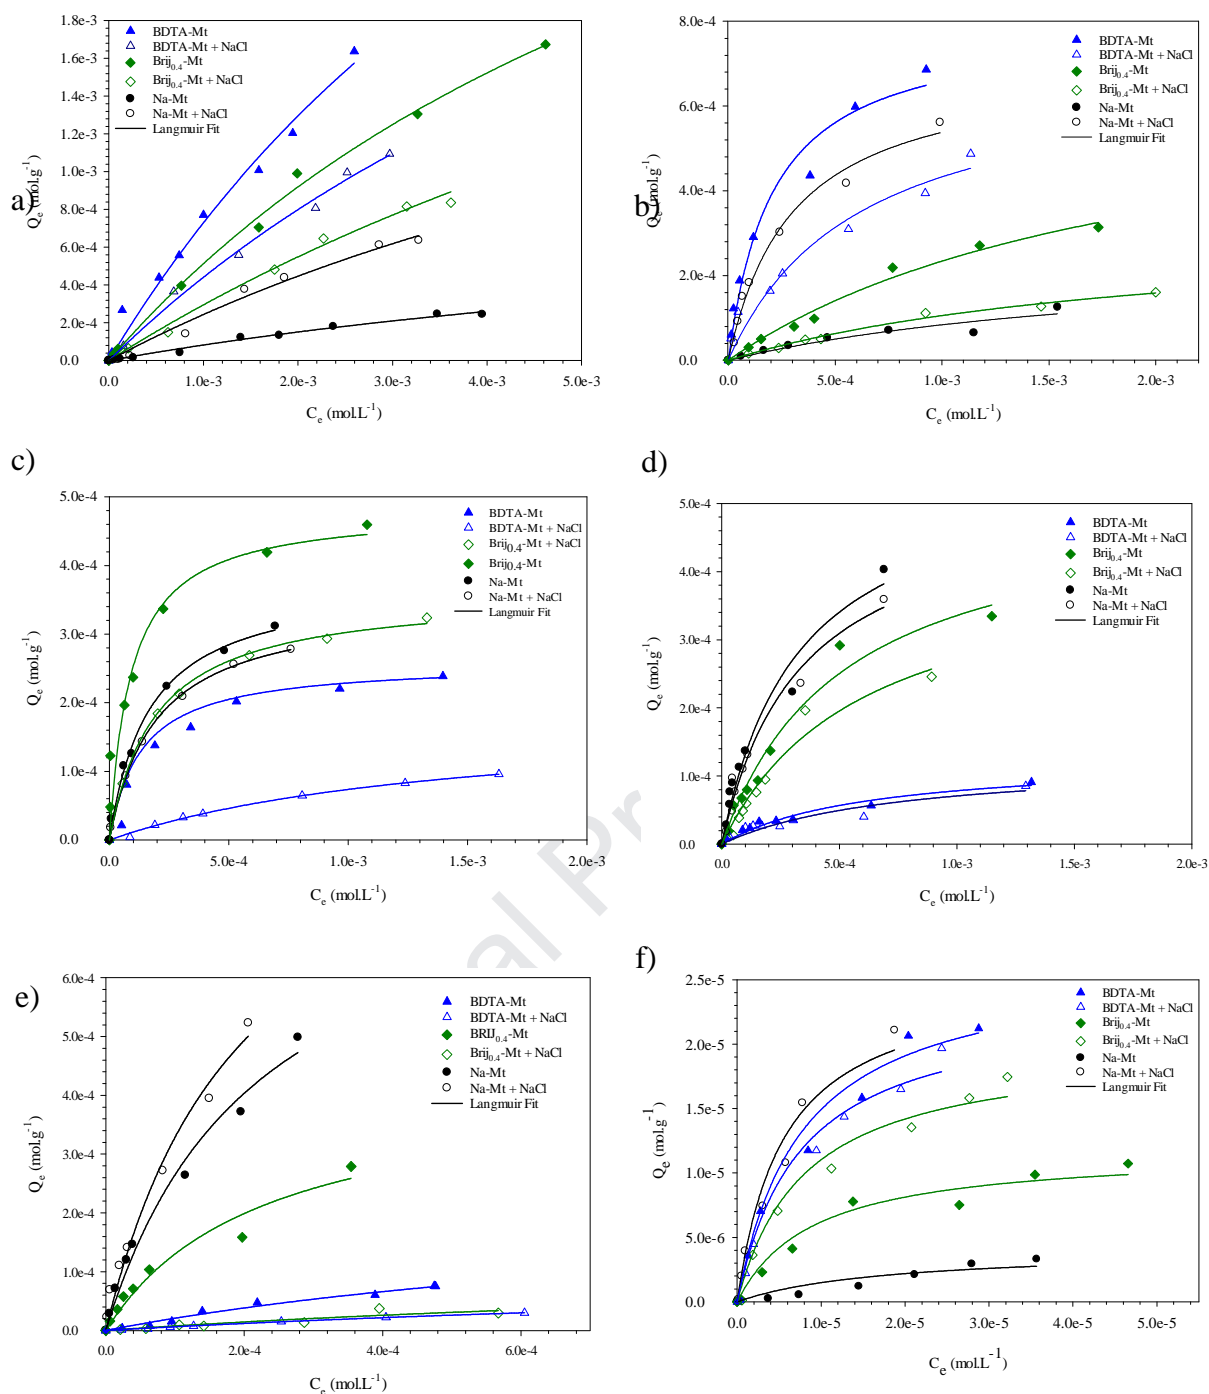 a)
1.8e-3
1.6e-3
1.4e-3
1.2e-3
1.0e-3
8.0e-4
6.0e-4
4.0e-4
2.0e-4
0.0
Qe (mol.g-1)
BDTA-Mt
BDTA-Mt + NaCl
Brij0.4-Mt
Brij0.4-Mt + NaCl
Na-Mt
Na-Mt + NaCl
Langmuir Fit
0.0 1.0e-3 2.0e-3 3.0e-3 4.0e-3 5.0e-3
Ce (mol.L-1)
b)
8.0e-4
6.0e-4
4.0e-4
2.0e-4
0.0
Qe (mol.g-1)
BDTA-Mt
BDTA-Mt + NaCl
Brij0.4-Mt
Brij0.4-Mt + NaCl
Na-Mt
Na-Mt + NaCl
Langmuir Fit
0.0 5.0e-4 1.0e-3 1.5e-3 2.0e-3
Ce (mol.L-1)
c)
5.0e-4
4.0e-4
3.0e-4
2.0e-4
1.0e-4
0.0
Qe (mol.g-1)
BDTA-Mt
BDTA-Mt + NaCl
Brij0.4-Mt + NaCl
Brij0.4-Mt
Na-Mt
Na-Mt + NaCl
Langmuir Fit
0.0 5.0e-4 1.0e-3 1.5e-3 2.0e-3
Ce (mol.L-1)
d)
5.0e-4
4.0e-4
3.0e-4
2.0e-4
1.0e-4
0.0
Qe (mol.g-1)
BDTA-Mt
BDTA-Mt + NaCl
Brij0.4-Mt
Brij0.4-Mt + NaCl
Na-Mt
Na-Mt + NaCl
Langmuir Fit
0.0 5.0e-4 1.0e-3 1.5e-3 2.0e-3
Ce (mol.L-1)
al Pr
e)
6.0e-4
5.0e-4
4.0e-4
3.0e-4
2.0e-4
1.0e-4
0.0
Qe (mol.g-1)
BDTA-Mt
BDTA-Mt + NaCl
BRIJ0.4-Mt
Brij0.4-Mt + NaCl
Na-Mt
Na-Mt + NaCl
Langmuir Fit
0.0 2.0e-4 4.0e-4 6.0e-4
Ce (mol.L-1)
f)
2.5e-5
2.0e-5
1.5e-5
1.0e-5
5.0e-6
0.0
Qe (mol.g-1)
BDTA-Mt
BDTA-Mt + NaCl
Brij0.4-Mt
Brij0.4-Mt + NaCl
Na-Mt
Na-Mt + NaCl
Langmuir Fit
0.0 1.0e-5 2.0e-5 3.0e-5 4.0e-5 5.0e-5
Ce (mol.L-1)